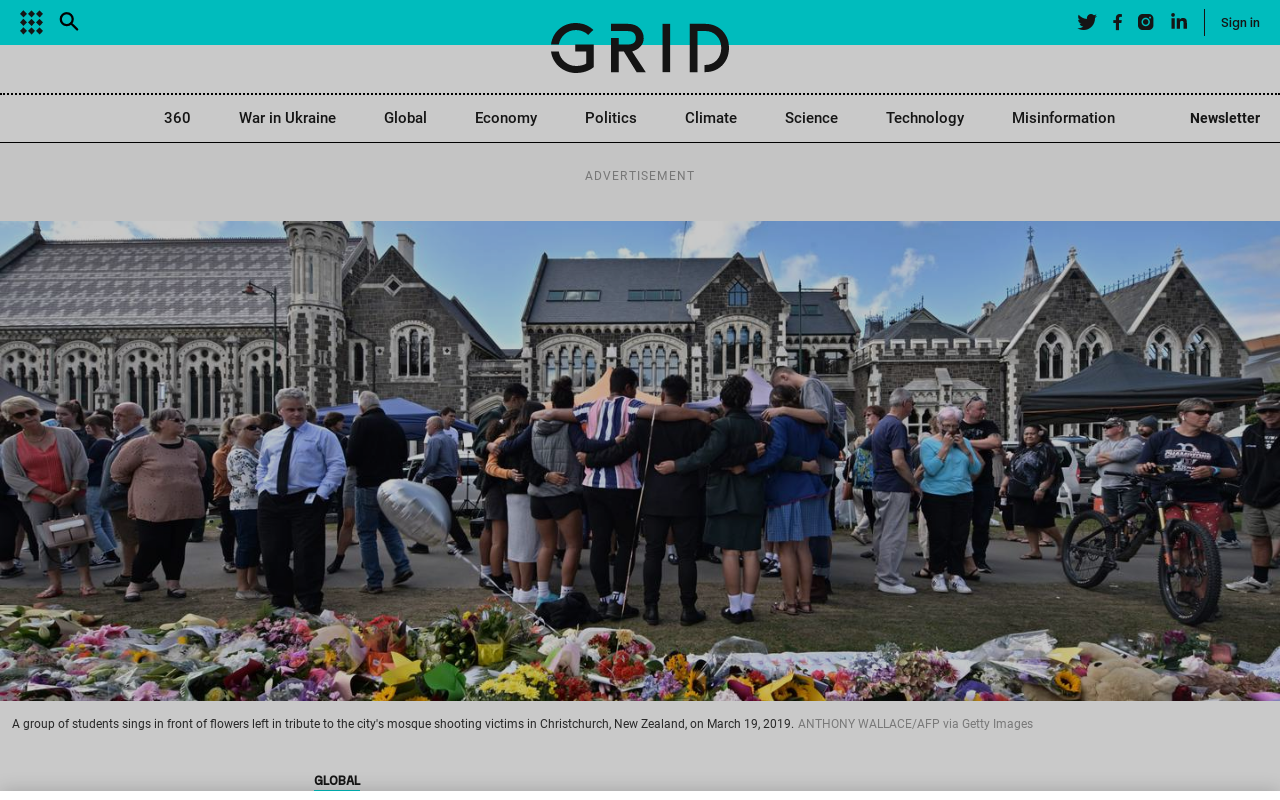 GRID
Sign in
360 War in Ukraine Global Economy Politics Climate Science Technology Misinformation Newsletter
ADVERTISEMENT
A group of students sings in front of flowers left in tribute to the city's mosque shooting victims in Christchurch, New Zealand, on March 19, 2019. ANTHONY WALLACE/AFP via Getty Images
GLOBAL